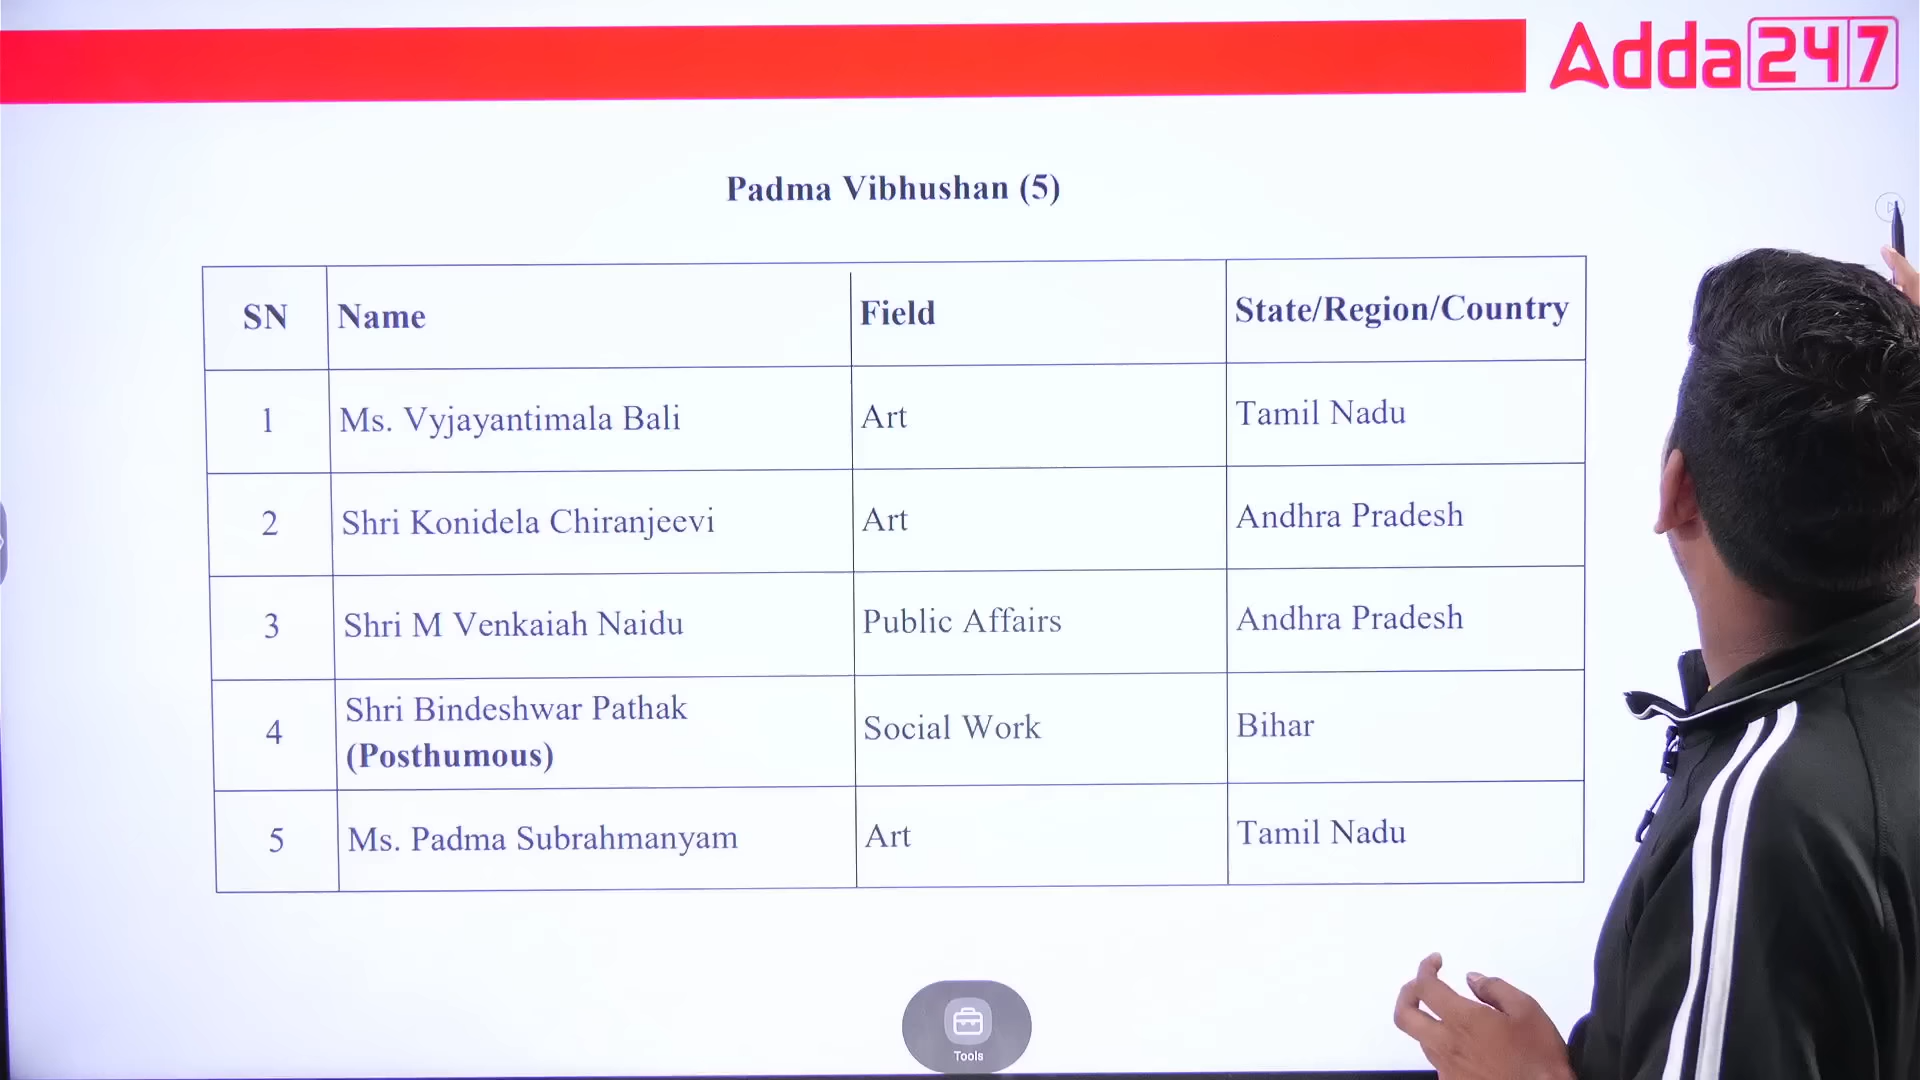 Adda247
Padma Vibhushan (5)
SN Name Field State/Region/Country
1 Ms. Vyjayantimala Bali Art Tamil Nadu
2 Shri Konidela Chiranjeevi Art Andhra Pradesh
3 Shri M Venkaiah Naidu Public Affairs Andhra Pradesh
4 Shri Bindeshwar Pathak (Posthumous) Social Work Bihar
5 Ms. Padma Subrahmanyam Art Tamil Nadu
Tools